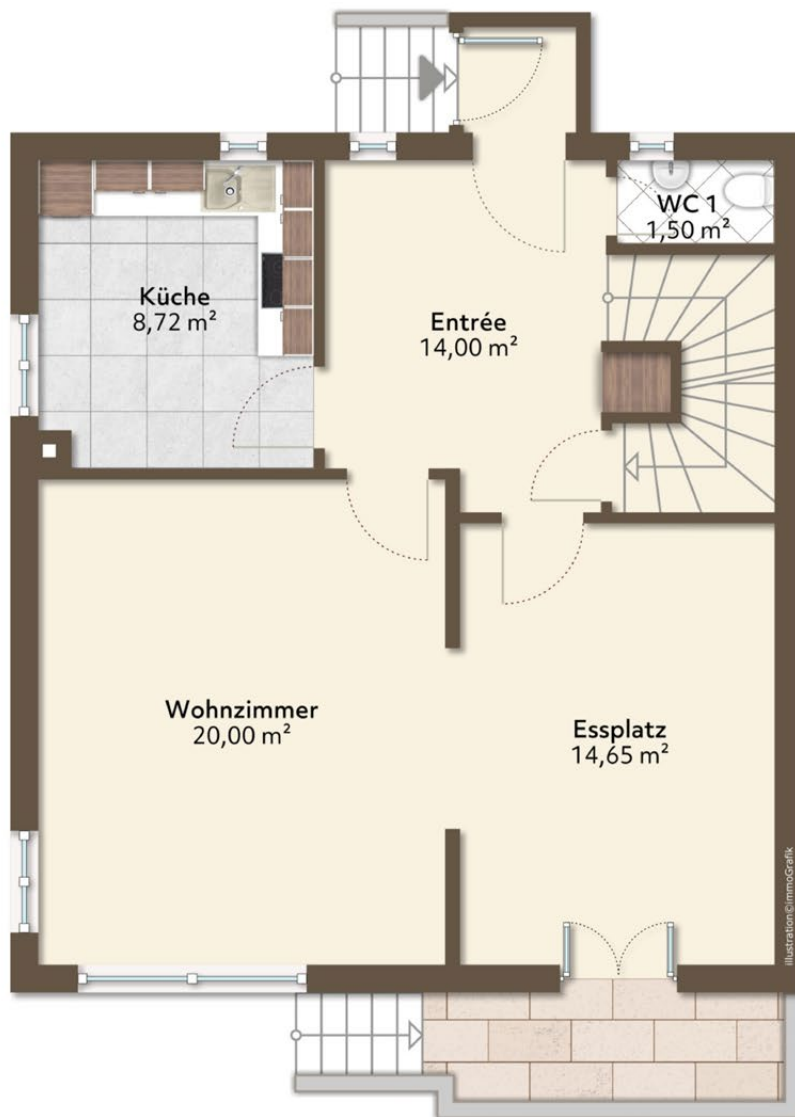 WC 1
1,50 m²
Küche
8,72 m²
Entrée
14,00 m²
Wohnzimmer
20,00 m²
Essplatz
14,65 m²
illustration©immoGrafik